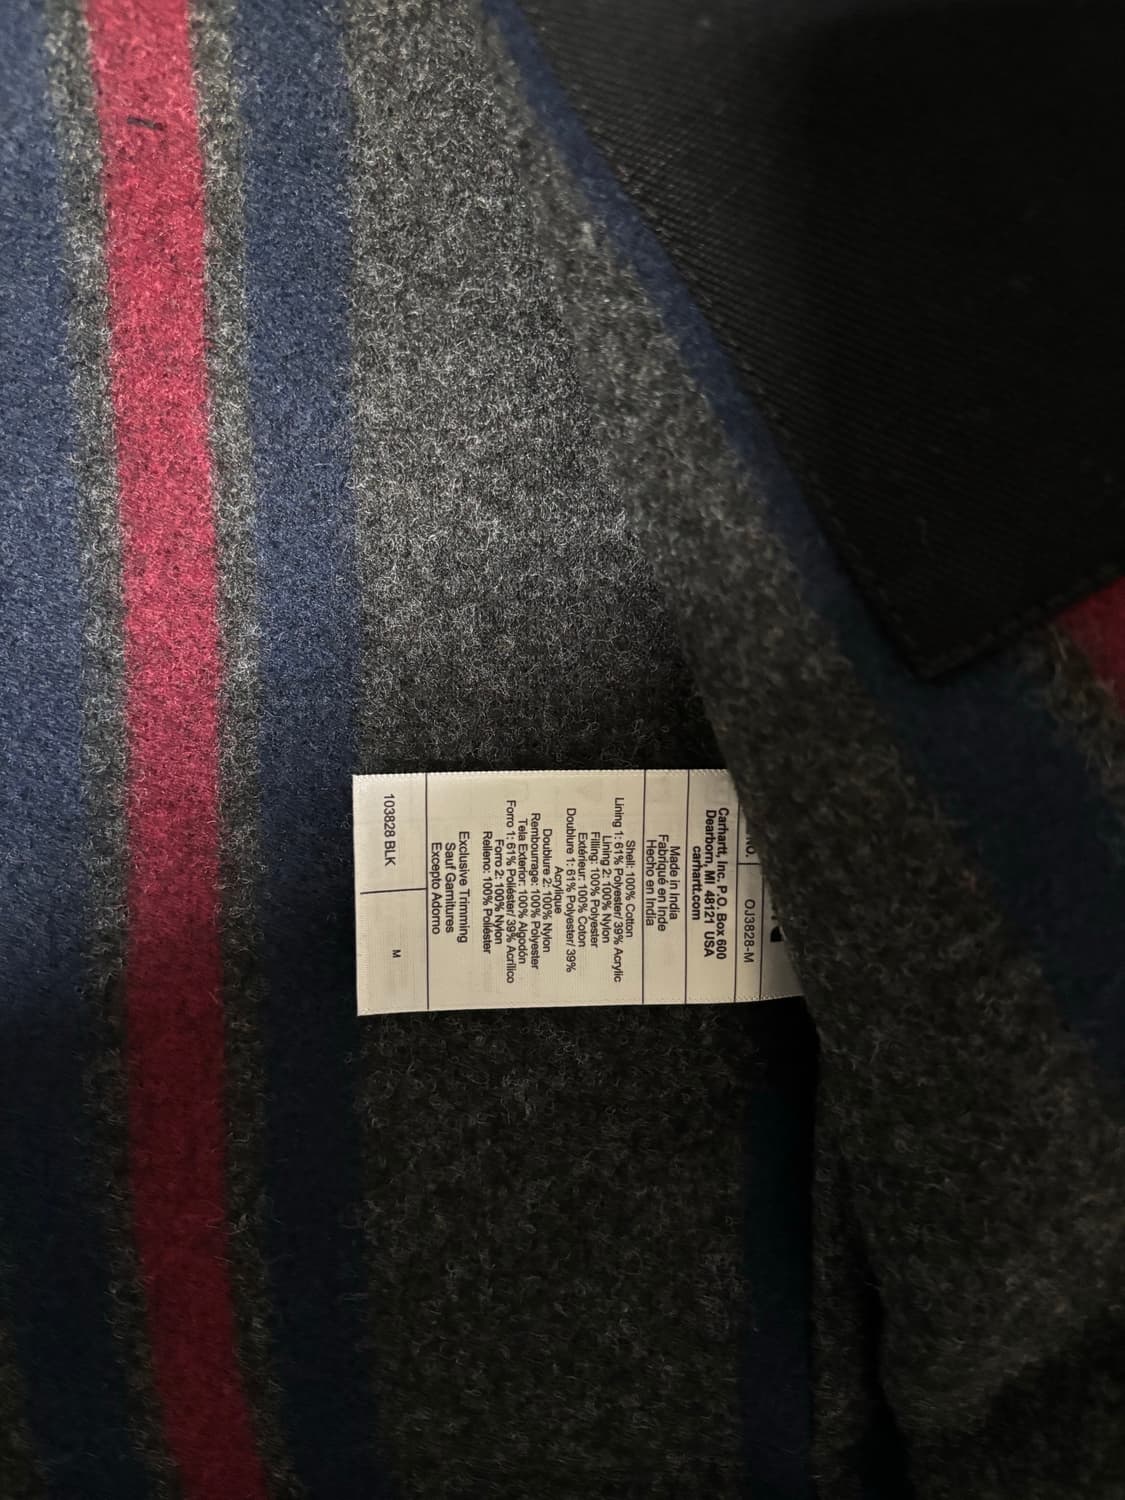 NO. OJ3828-M
Carhartt, Inc. P.O. Box 600
Dearborn, MI 48121 USA
carhartt.com
Made in India
Fabriqué en Inde
Hecho en India
Shell: 100% Cotton
Lining 1: 61% Polyester/ 39% Acrylic
Lining 2: 100% Nylon
Filling: 100% Polyester
Extérieur: 100% Coton
Doublure 1: 61% Polyester/ 39%
Acrylique
Doublure 2: 100% Nylon
Rembourrage: 100% Polyester
Tela Exterior: 100% Algodón
Forro 1: 61% Poliéster/ 39% Acrílico
Forro 2: 100% Nylon
Relleno: 100% Poliéster
Exclusive Trimming
Sauf Garnitures
Excepto Adorno
103828 BLK M